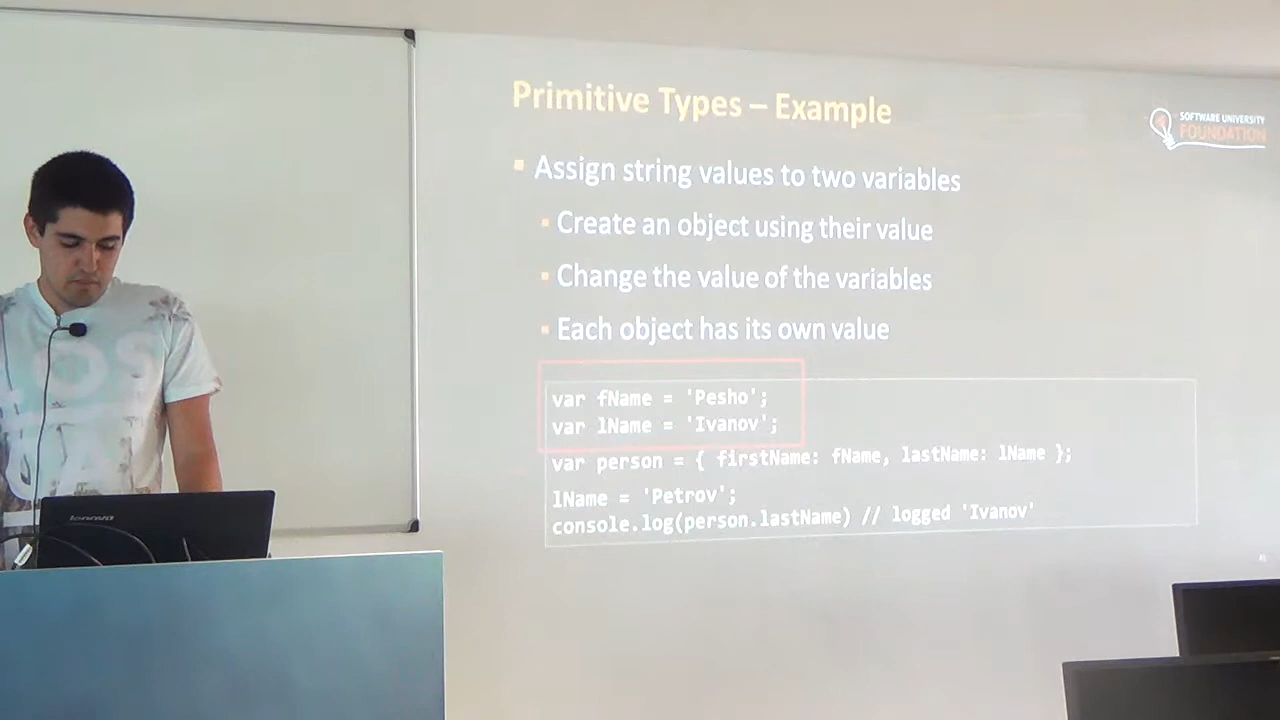 Primitive Types – Example
SOFTWARE UNIVERSITY
FOUNDATION
▪ Assign string values to two variables
▪ Create an object using their value
▪ Change the value of the variables
▪ Each object has its own value
var fName = 'Pesho';
var lName = 'Ivanov';
var person = { firstName: fName, lastName: lName };
lName = 'Petrov';
console.log(person.lastName) // logged 'Ivanov'
lenovo